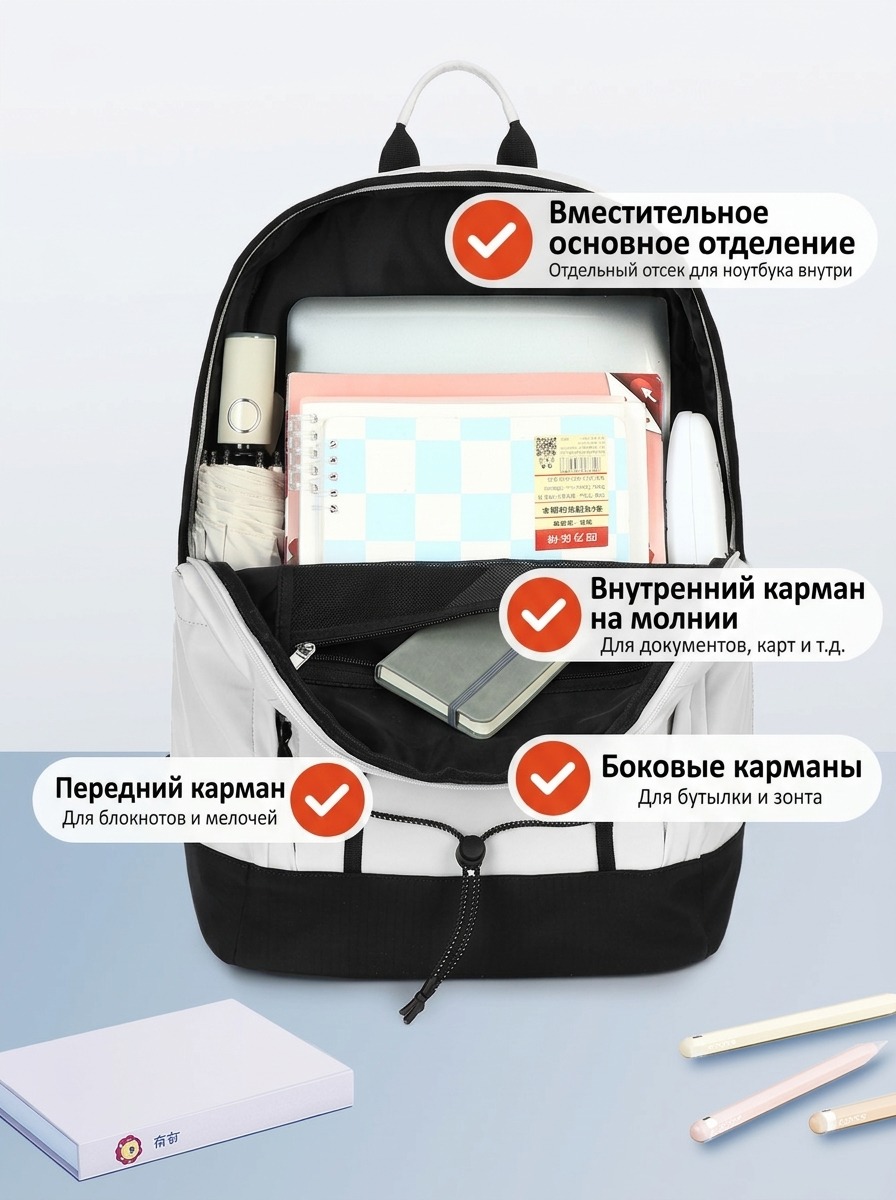 Вместительное
основное отделение
Отдельный отсек для ноутбука внутри
Внутренний карман
на молнии
Для документов, карт и т.д.
Боковые карманы
Для бутылки и зонта
Передний карман
Для блокнотов и мелочей